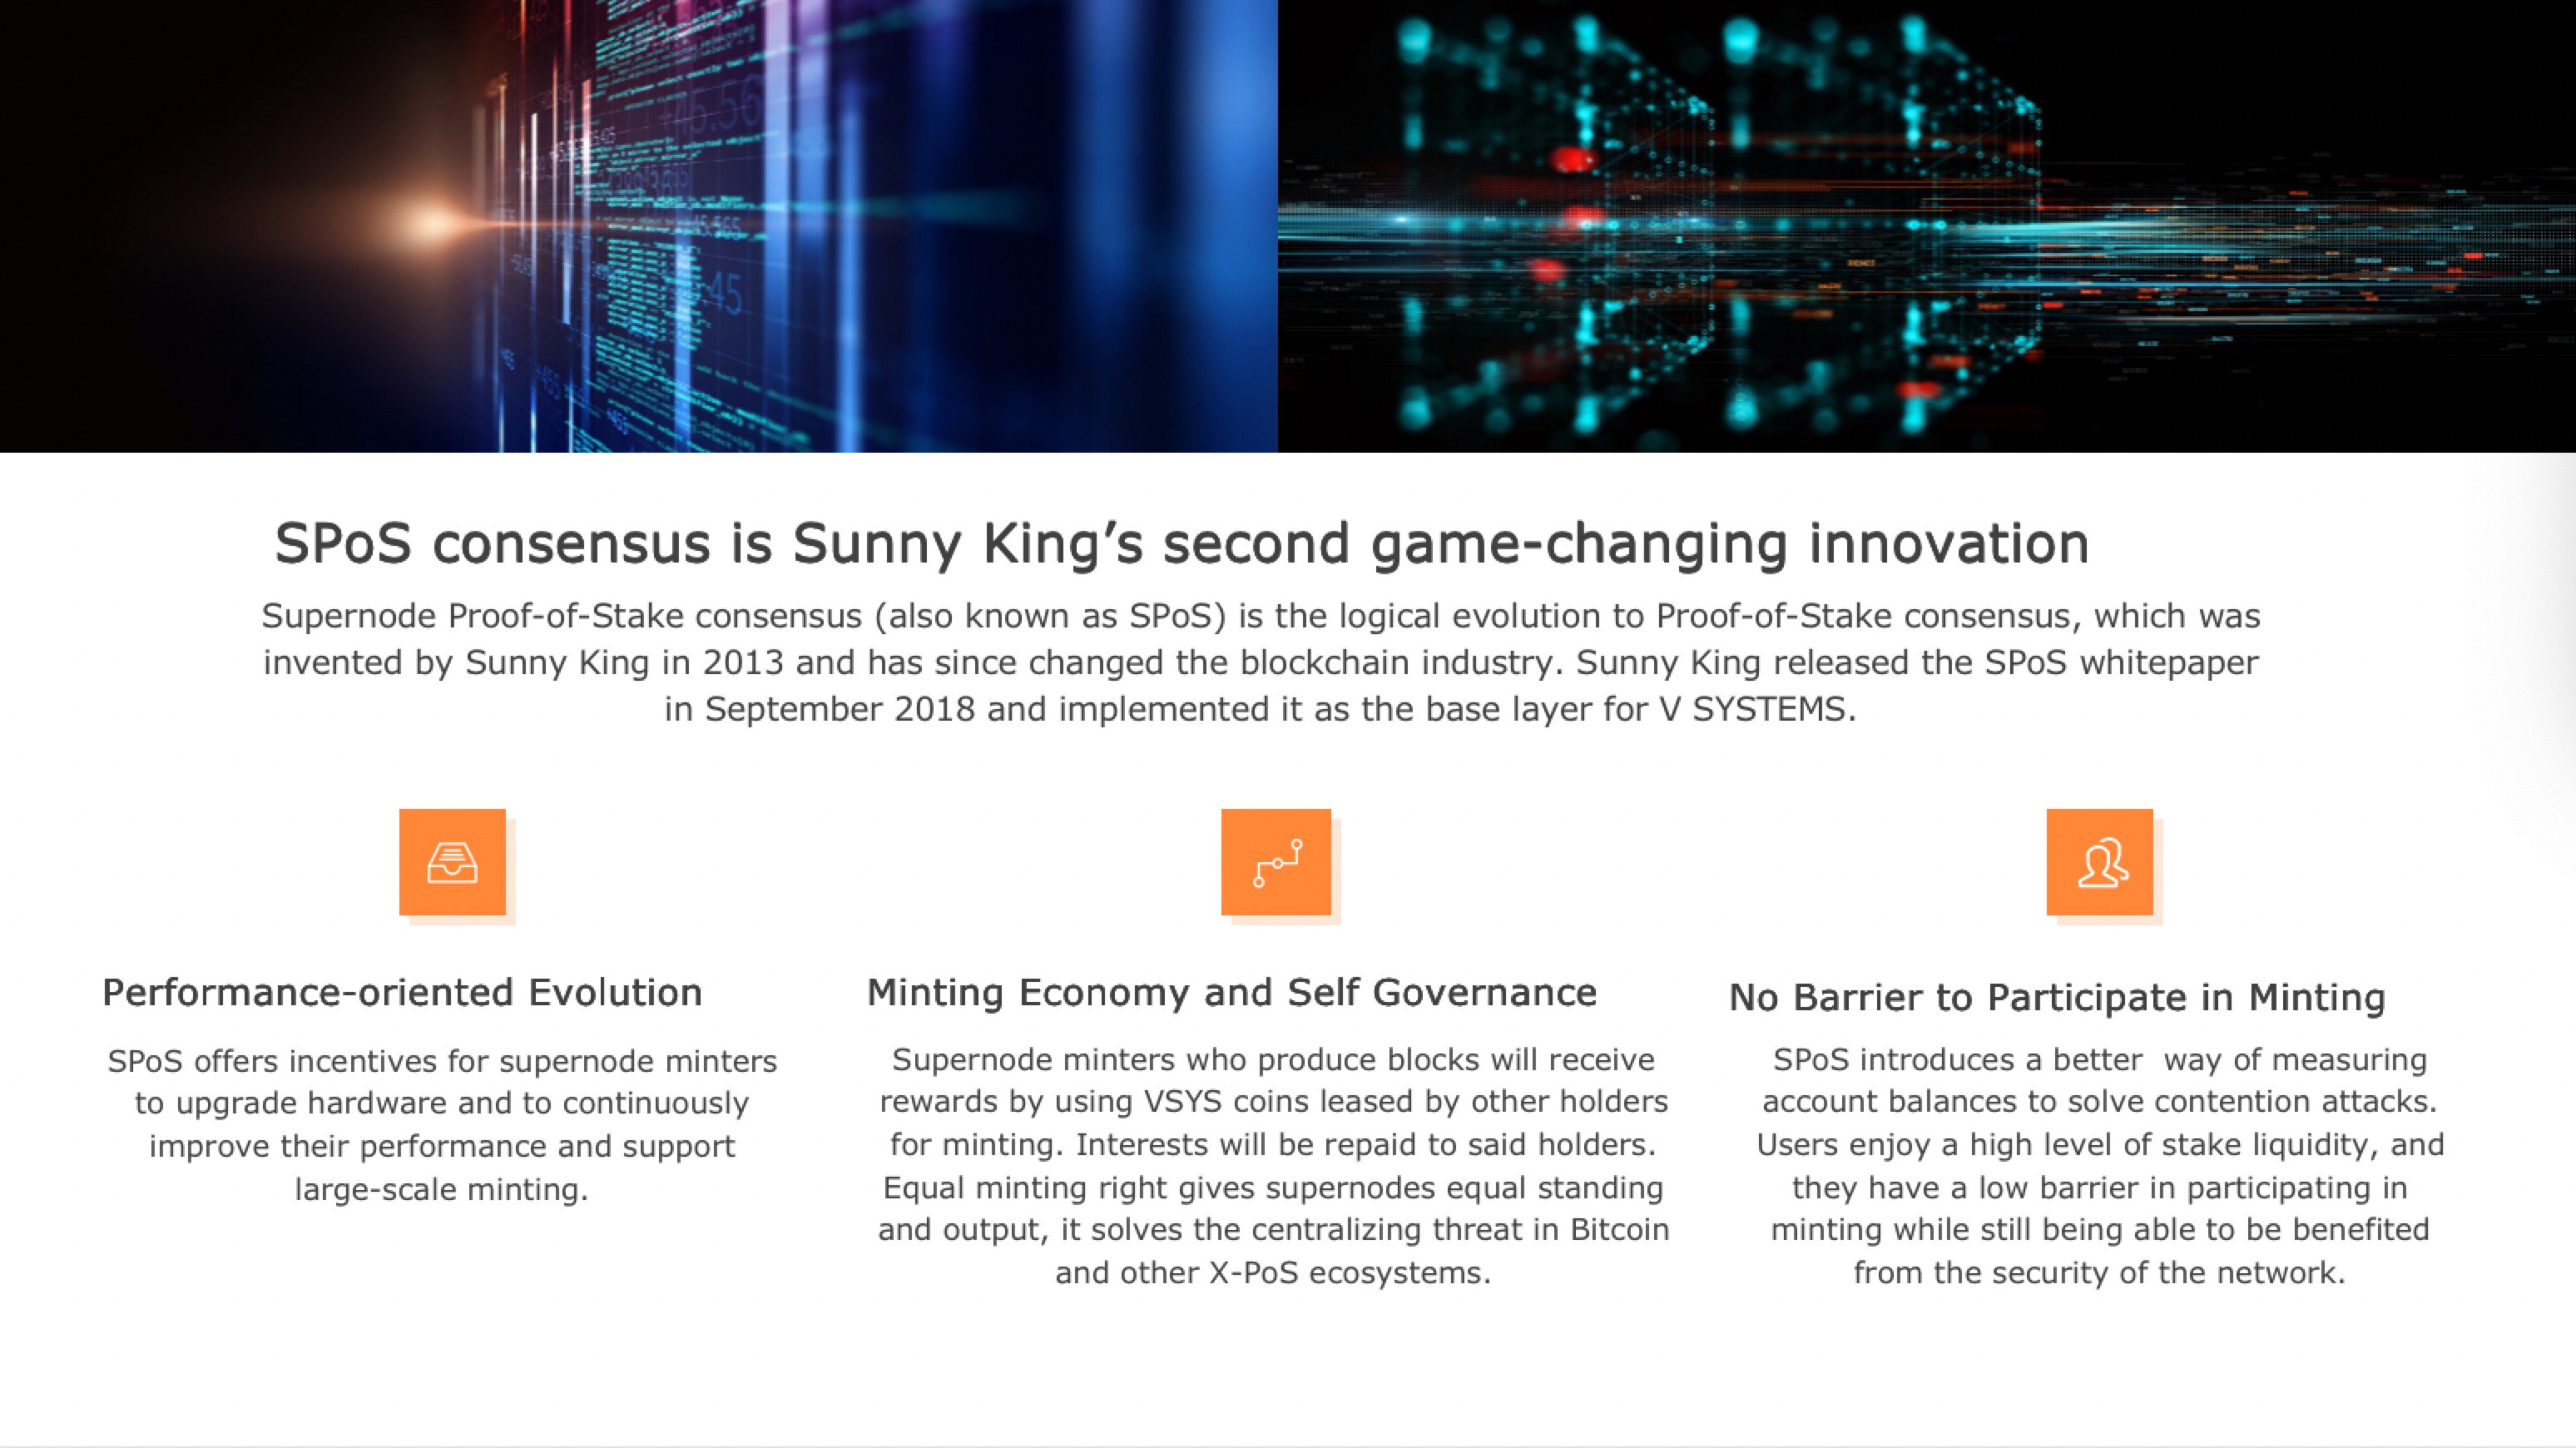 SPoS consensus is Sunny King’s second game-changing innovation
Supernode Proof-of-Stake consensus (also known as SPoS) is the logical evolution to Proof-of-Stake consensus, which was
invented by Sunny King in 2013 and has since changed the blockchain industry. Sunny King released the SPoS whitepaper
in September 2018 and implemented it as the base layer for V SYSTEMS.
Performance-oriented Evolution
SPoS offers incentives for supernode minters
to upgrade hardware and to continuously
improve their performance and support
large-scale minting.
Minting Economy and Self Governance
Supernode minters who produce blocks will receive
rewards by using VSYS coins leased by other holders
for minting. Interests will be repaid to said holders.
Equal minting right gives supernodes equal standing
and output, it solves the centralizing threat in Bitcoin
and other X-PoS ecosystems.
No Barrier to Participate in Minting
SPoS introduces a better  way of measuring
account balances to solve contention attacks.
Users enjoy a high level of stake liquidity, and
they have a low barrier in participating in
minting while still being able to be benefited
from the security of the network.